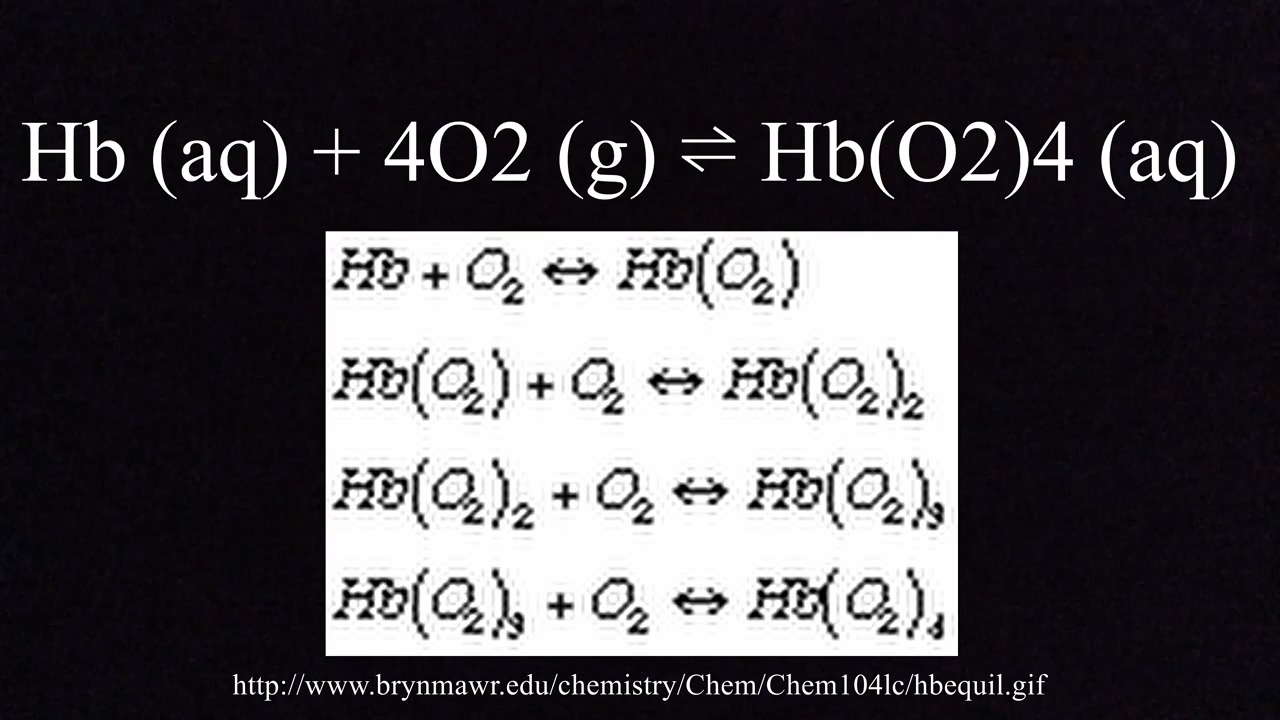 Hb (aq) + 4O2 (g) ⇌ Hb(O2)4 (aq)
Hb + O₂ ⇔ Hb(O₂)
Hb(O₂) + O₂ ⇔ Hb(O₂)₂
Hb(O₂)₂ + O₂ ⇔ Hb(O₂)₃
Hb(O₂)₃ + O₂ ⇔ Hb(O₂)₄
http://www.brynmawr.edu/chemistry/Chem/Chem104lc/hbequil.gif